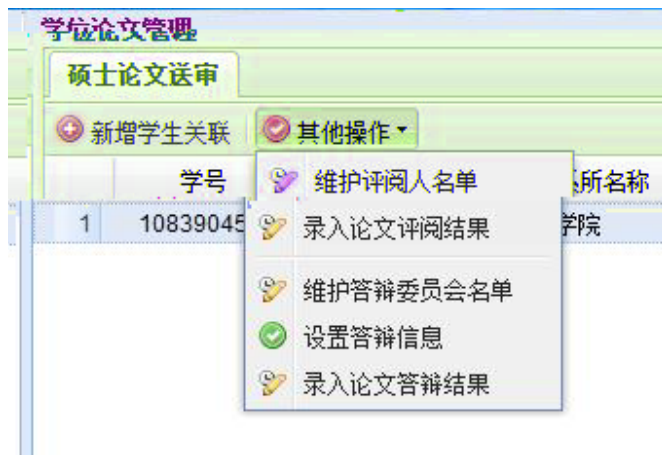 学位论文管理
硕士论文送审
新增学生关联 其他操作
学号 所名称
1 10839045 学院
维护评阅人名单
录入论文评阅结果
维护答辩委员会名单
设置答辩信息
录入论文答辩结果